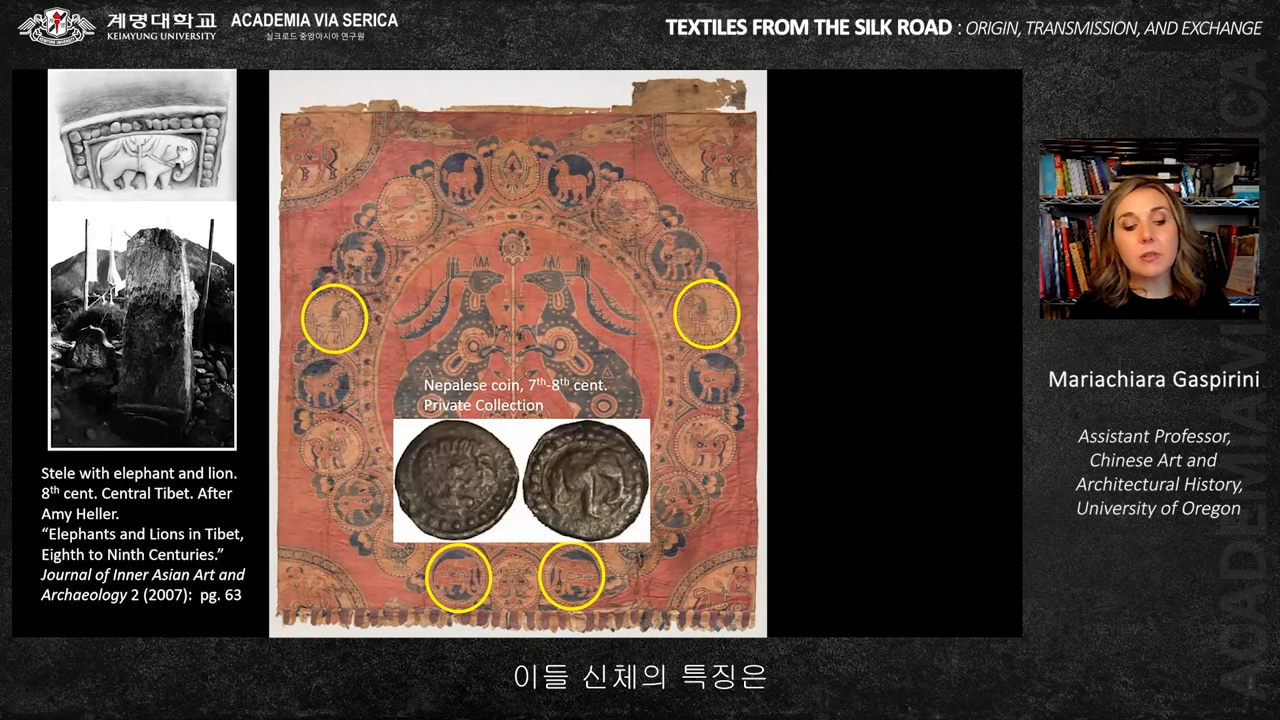 계명대학교
KEIMYUNG UNIVERSITY
ACADEMIA VIA SERICA
실크로드 중앙아시아 연구원
TEXTILES FROM THE SILK ROAD : ORIGIN, TRANSMISSION, AND EXCHANGE
Stele with elephant and lion.
8th cent. Central Tibet. After
Amy Heller.
“Elephants and Lions in Tibet,
Eighth to Ninth Centuries.”
Journal of Inner Asian Art and
Archaeology 2 (2007): pg. 63
Nepalese coin, 7th-8th cent.
Private Collection
Mariachiara Gaspirini
Assistant Professor,
Chinese Art and
Architectural History,
University of Oregon
이들 신체의 특징은